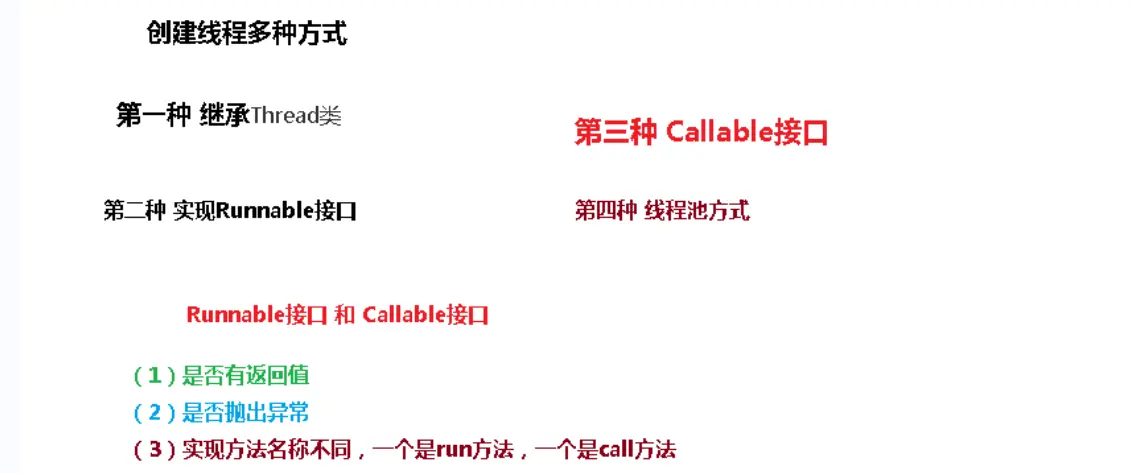 创建线程多种方式
第一种 继承Thread类
第三种 Callable接口
第二种 实现Runnable接口
第四种 线程池方式
Runnable接口 和 Callable接口
（1）是否有返回值
（2）是否抛出异常
（3）实现方法名称不同，一个是run方法，一个是call方法